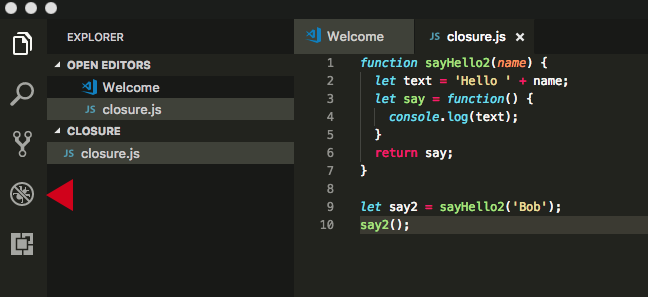 EXPLORER
OPEN EDITORS
Welcome
JS closure.js
CLOSURE
JS closure.js
Welcome
JS closure.js ×
1 function sayHello2(name) {
2   let text = 'Hello ' + name;
3   let say = function() {
4     console.log(text);
5   }
6   return say;
7 }
8
9 let say2 = sayHello2('Bob');
10 say2();